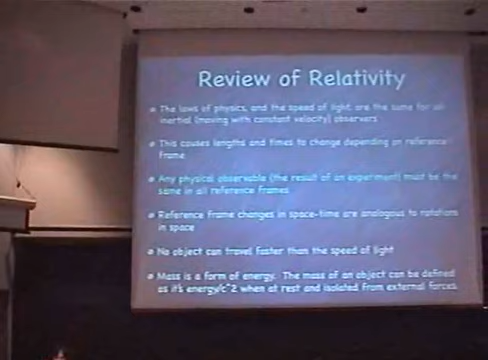 Review of Relativity
The laws of physics, and the speed of light, are the same for all
inertial (moving with constant velocity) observers
This causes lengths and times to change depending on reference
frame
Any physical observable (the result of an experiment) must be the
same in all reference frames
Reference frame changes in space-time are analogous to rotations
in space
No object can travel faster than the speed of light
Mass is a form of energy. The mass of an object can be defined
as it's energy/c^2 when at rest and isolated from external forces.